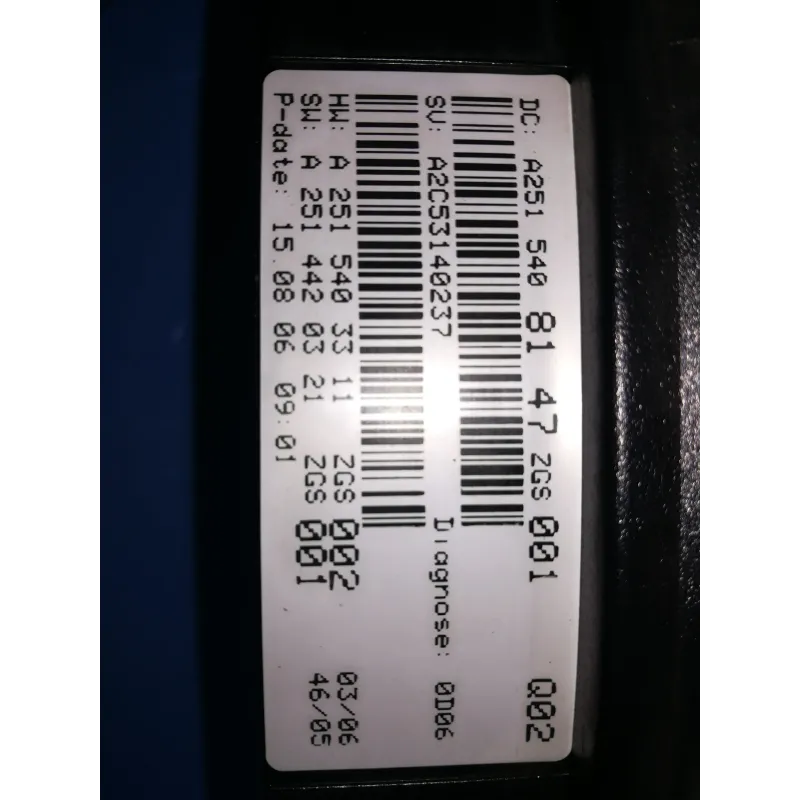 DC: A251 540 81 47 ZGS 001 Q02
SV: A2C53140237 Diagnose: 0D06
HW: A 251 540 33 11 ZGS 002 03/06
SW: A 251 442 03 21 ZGS 001 46/05
P-date: 15.08 06 09:01